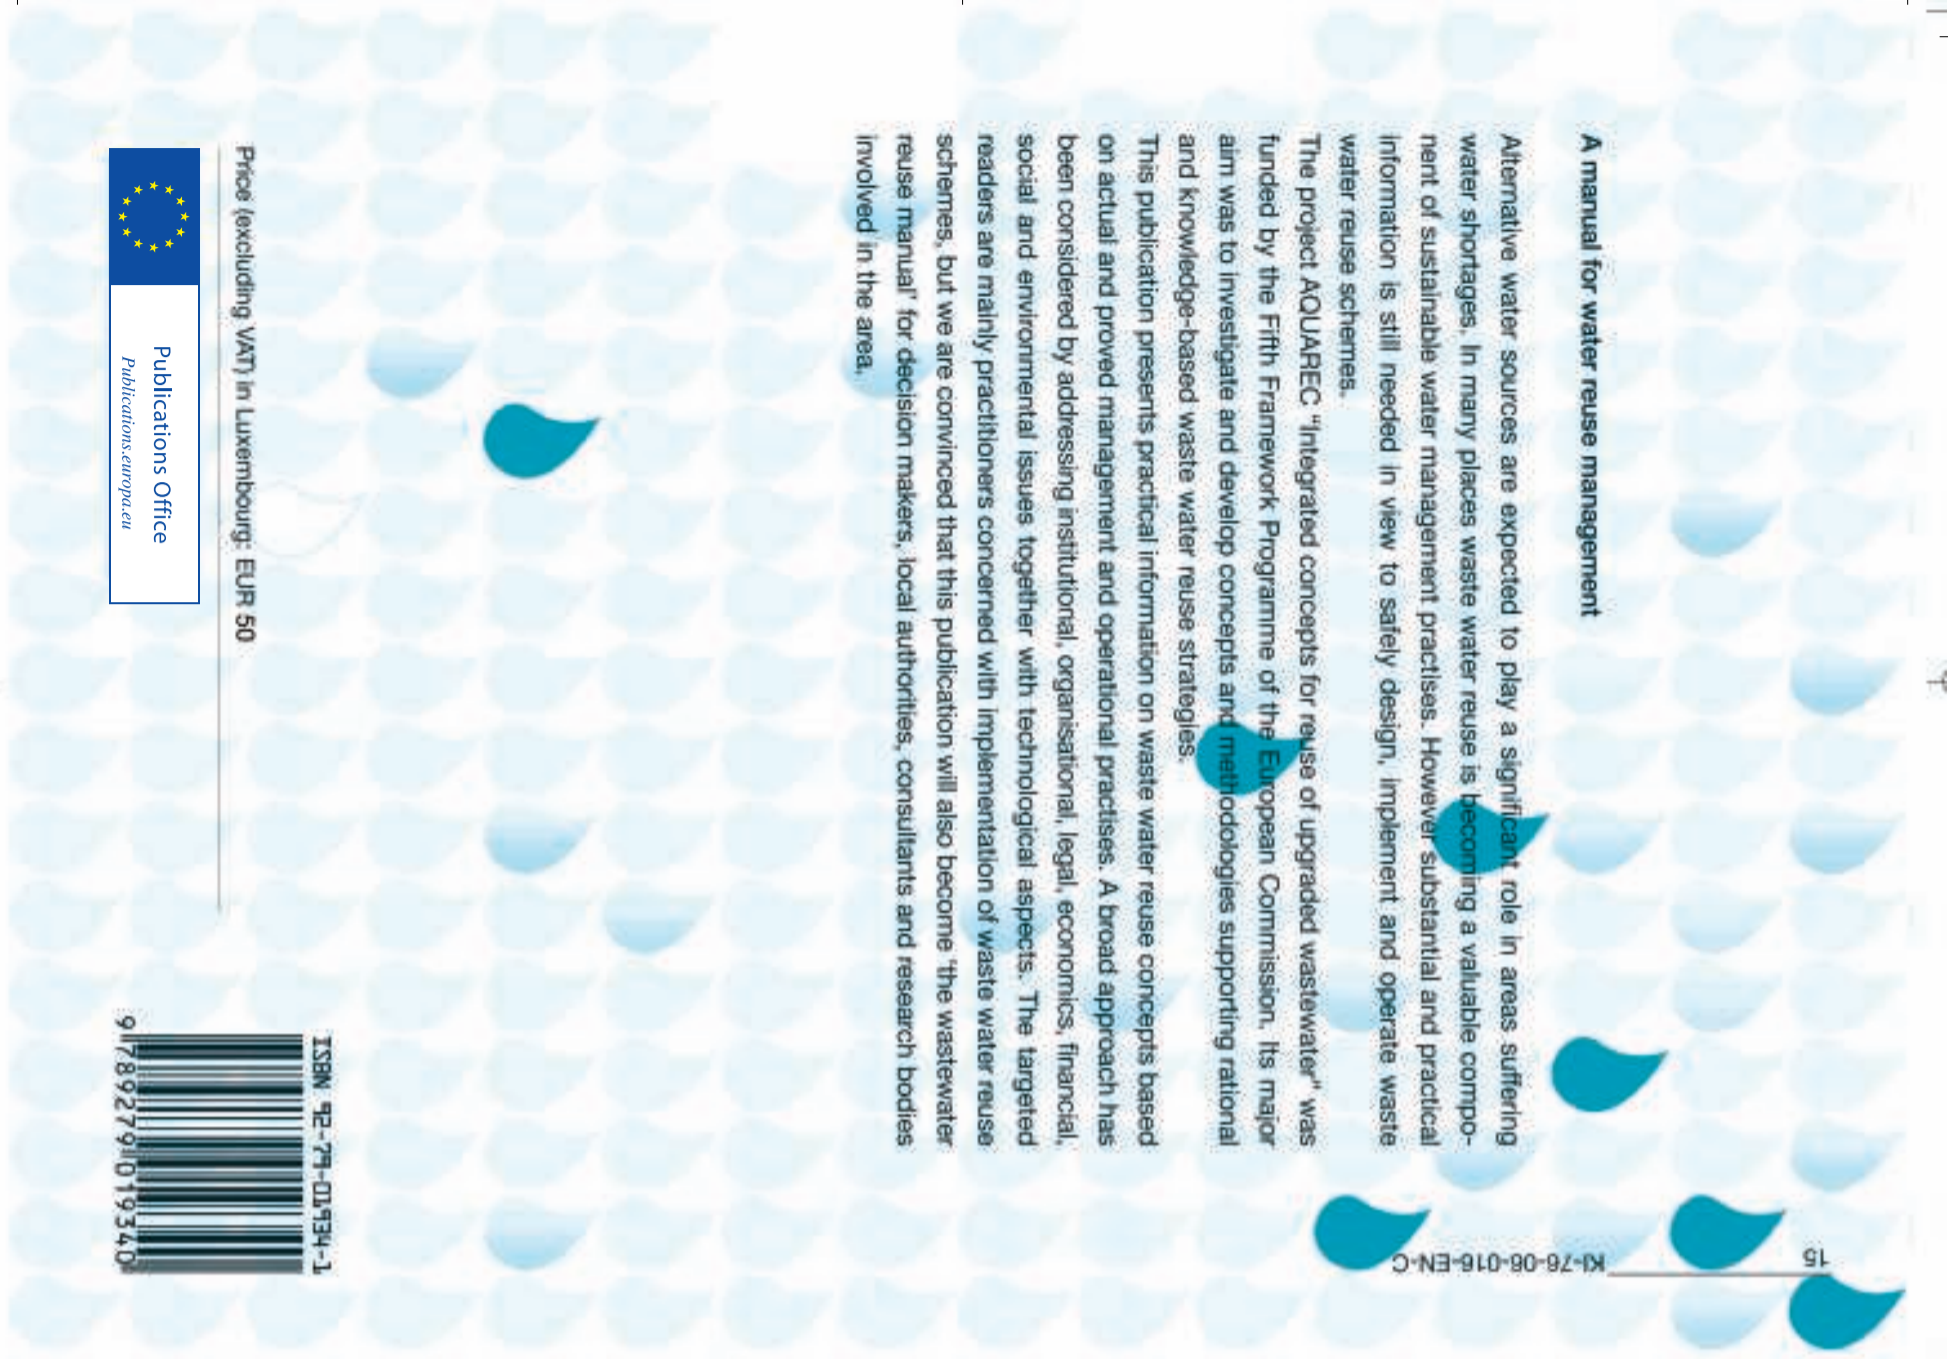 15
KI-76-06-016-EN-C
A manual for water reuse management
Alternative water sources are expected to play a significant role in areas suffering
water shortages. In many places waste water reuse is becoming a valuable compo-
nent of sustainable water management practises. However substantial and practical
information is still needed in view to safely design, implement and operate waste
water reuse schemes.
The project AQUAREC "Integrated concepts for reuse of upgraded wastewater" was
funded by the Fifth Framework Programme of the European Commission. Its major
aim was to investigate and develop concepts and methodologies supporting rational
and knowledge-based waste water reuse strategies.
This publication presents practical information on waste water reuse concepts based
on actual and proved management and operational practises. A broad approach has
been considered by addressing institutional, organisational, legal, economics, financial,
social and environmental issues together with technological aspects. The targeted
readers are mainly practitioners concerned with implementation of waste water reuse
schemes, but we are convinced that this publication will also become 'the wastewater
reuse manual' for decision makers, local authorities, consultants and research bodies
involved in the area.
Price (excluding VAT) in Luxembourg: EUR 50
Publications Office
Publications.europa.eu
ISBN 92-79-01934-1
9 789279 019340